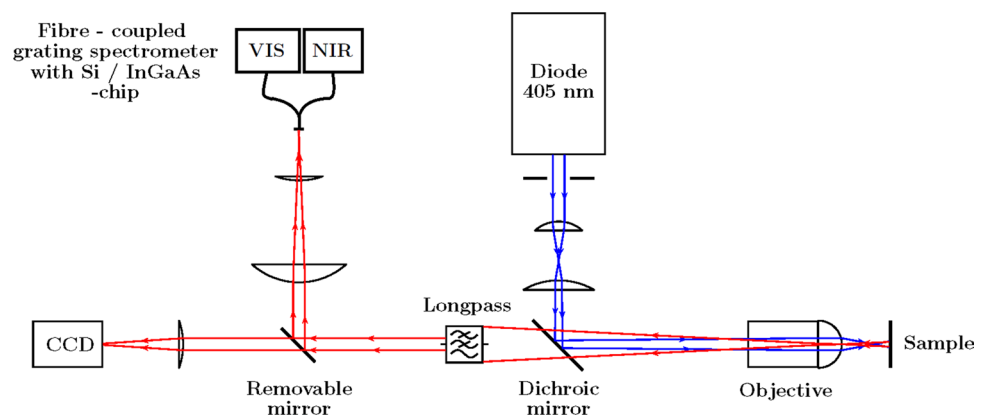 Fibre - coupled
grating spectrometer
with Si / InGaAs
-chip
VIS
NIR
Diode
405 nm
Longpass
CCD
Sample
Removable
mirror
Dichroic
mirror
Objective